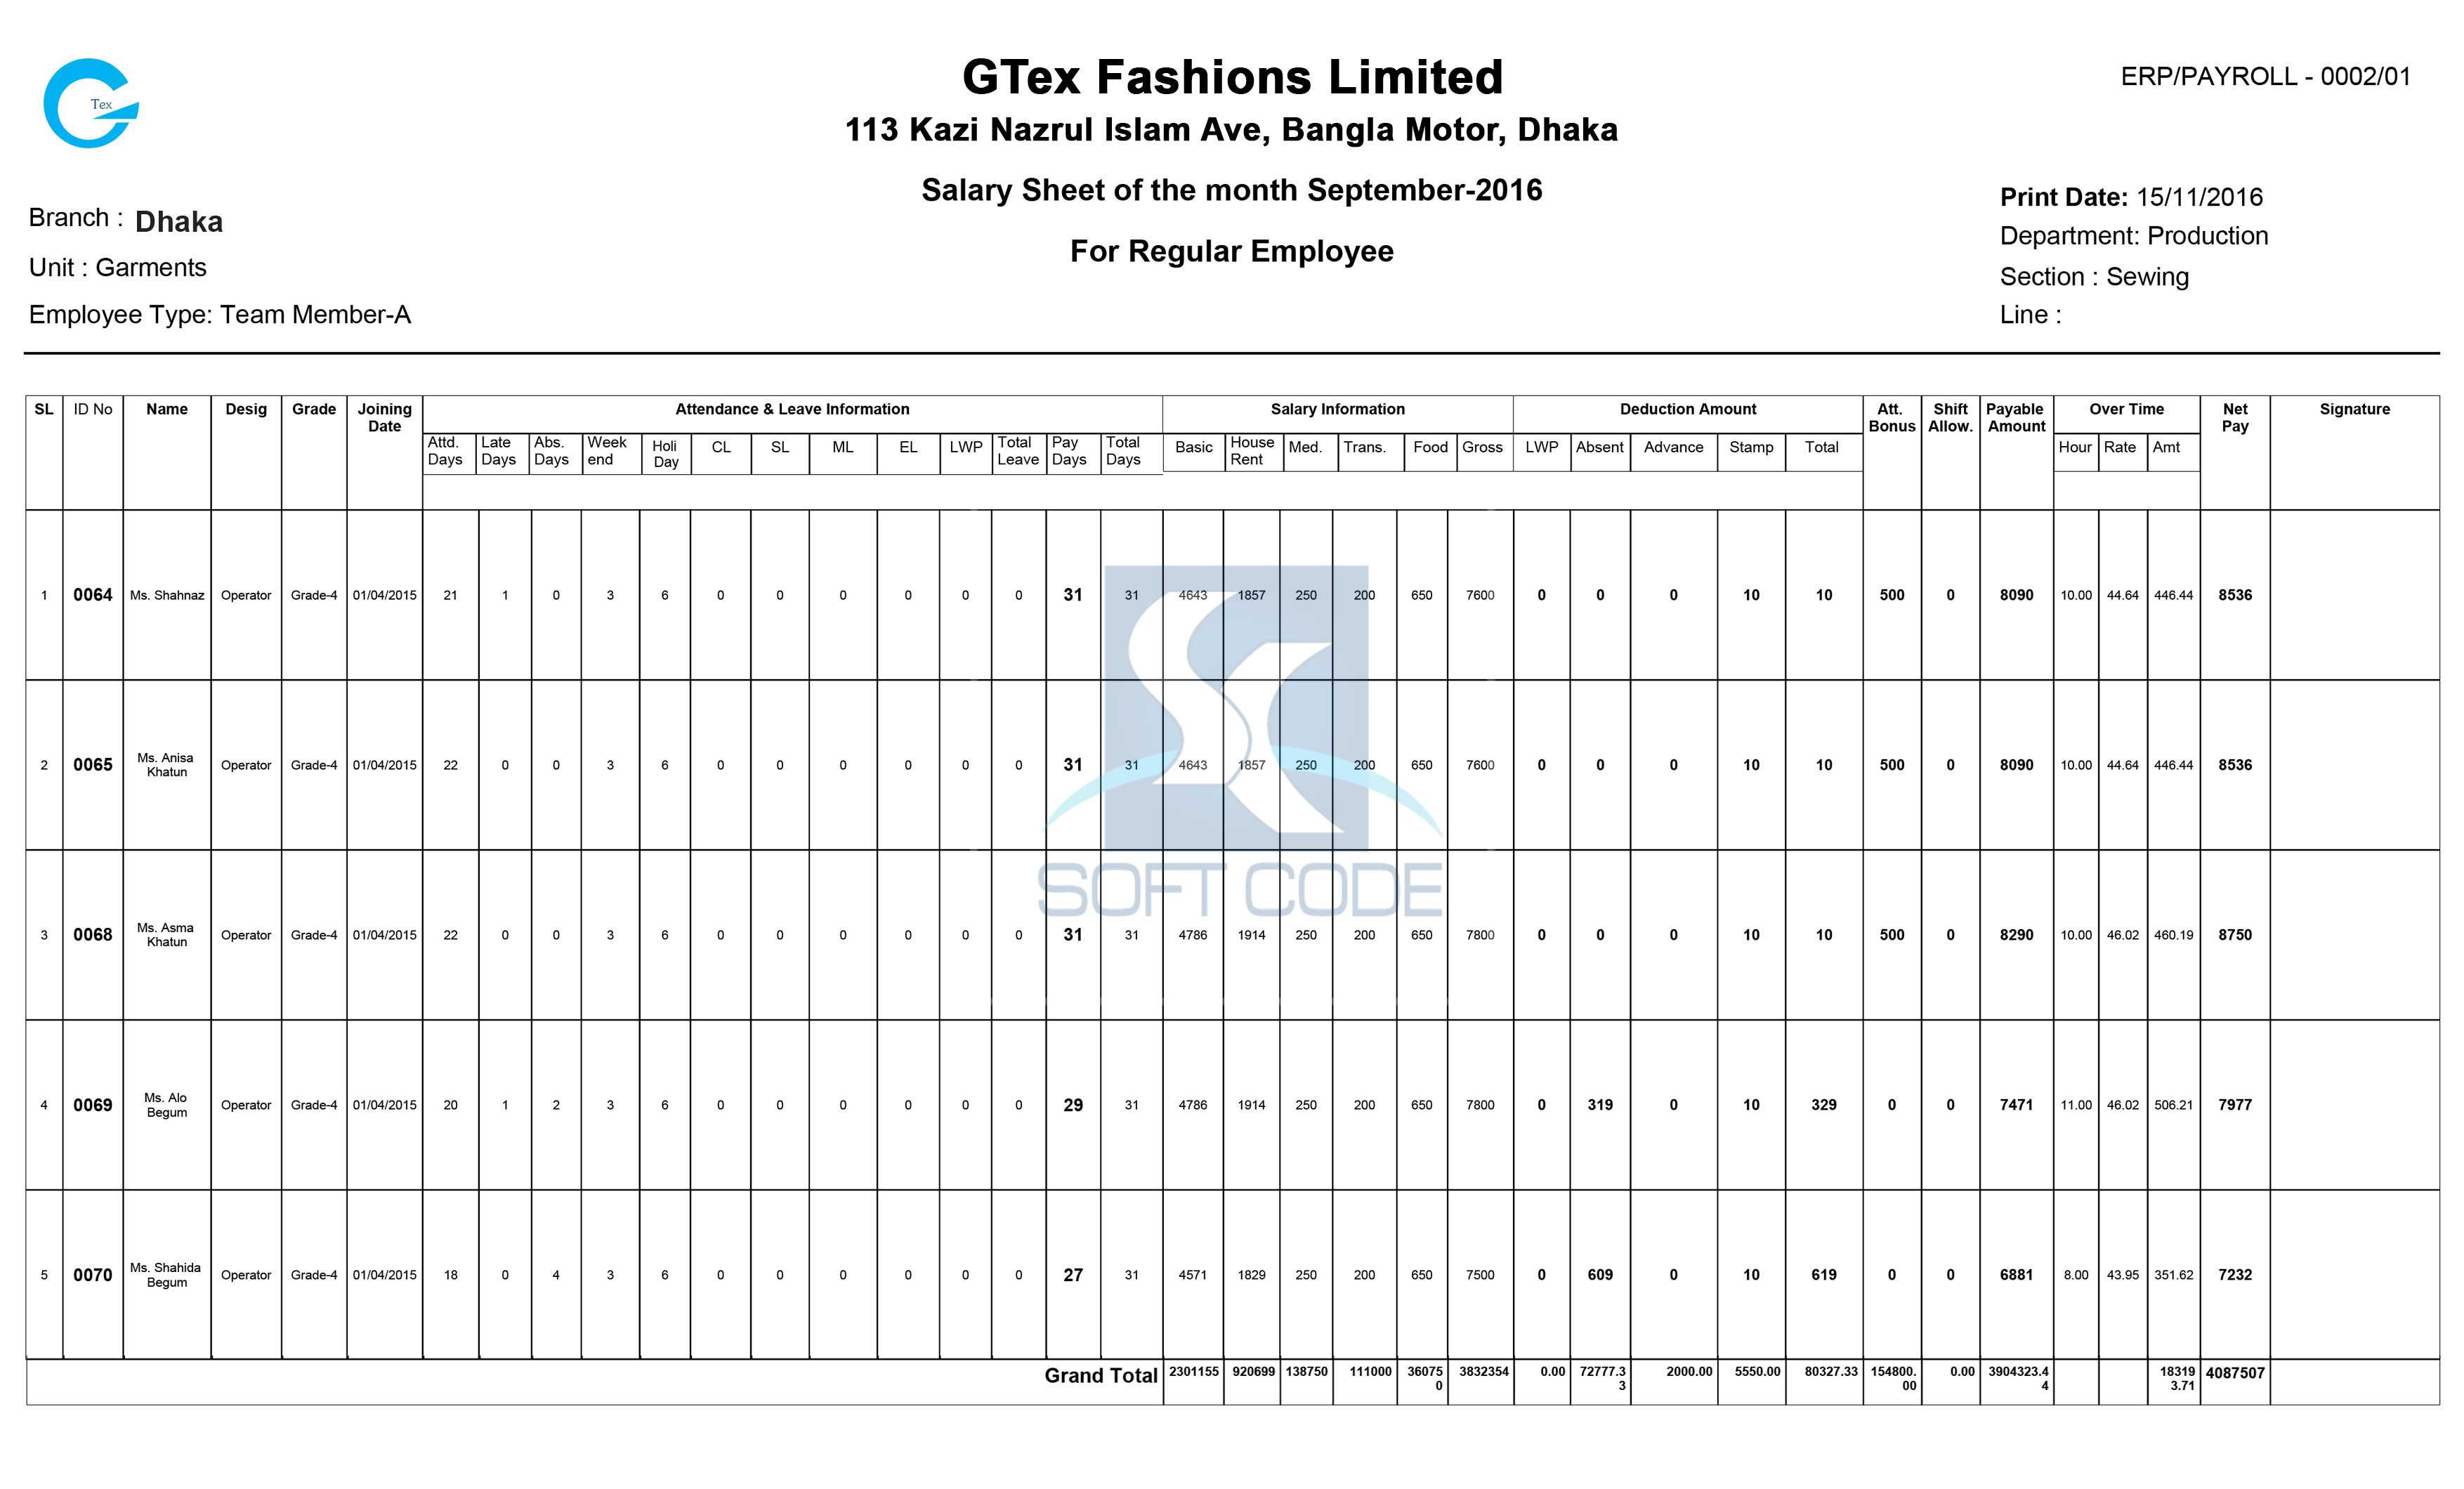 Tex
GTex Fashions Limited
ERP/PAYROLL - 0002/01
113 Kazi Nazrul Islam Ave, Bangla Motor, Dhaka
Salary Sheet of the month September-2016
For Regular Employee
Branch : Dhaka
Unit : Garments
Employee Type: Team Member-A
Print Date: 15/11/2016
Department: Production
Section : Sewing
Line :
SL ID No Name Desig Grade Joining Date Attendance & Leave Information Salary Information Deduction Amount Att. Bonus Shift Allow. Payable Amount Over Time Net Pay Signature
Attd. Days Late Days Abs. Days Week end Holi Day CL SL ML EL LWP Total Leave Pay Days Total Days Basic House Rent Med. Trans. Food Gross LWP Absent Advance Stamp Total Hour Rate Amt
1 0064 Ms. Shahnaz Operator Grade-4 01/04/2015 21 1 0 3 6 0 0 0 0 0 0 31 31 4643 1857 250 200 650 7600 0 0 0 10 10 500 0 8090 10.00 44.64 446.44 8536
2 0065 Ms. Anisa Khatun Operator Grade-4 01/04/2015 22 0 0 3 6 0 0 0 0 0 0 31 31 4643 1857 250 200 650 7600 0 0 0 10 10 500 0 8090 10.00 44.64 446.44 8536
SOFT CODE
3 0068 Ms. Asma Khatun Operator Grade-4 01/04/2015 22 0 0 3 6 0 0 0 0 0 0 31 31 4786 1914 250 200 650 7800 0 0 0 10 10 500 0 8290 10.00 46.02 460.19 8750
4 0069 Ms. Alo Begum Operator Grade-4 01/04/2015 20 1 2 3 6 0 0 0 0 0 0 29 31 4786 1914 250 200 650 7800 0 319 0 10 329 0 0 7471 11.00 46.02 506.21 7977
5 0070 Ms. Shahida Begum Operator Grade-4 01/04/2015 18 0 4 3 6 0 0 0 0 0 0 27 31 4571 1829 250 200 650 7500 0 609 0 10 619 0 0 6881 8.00 43.95 351.62 7232
Grand Total 2301155 920699 138750 111000 360750 3832354 0.00 72777.33 2000.00 5550.00 80327.33 154800.00 0.00 3904323.44 183193.71 4087507